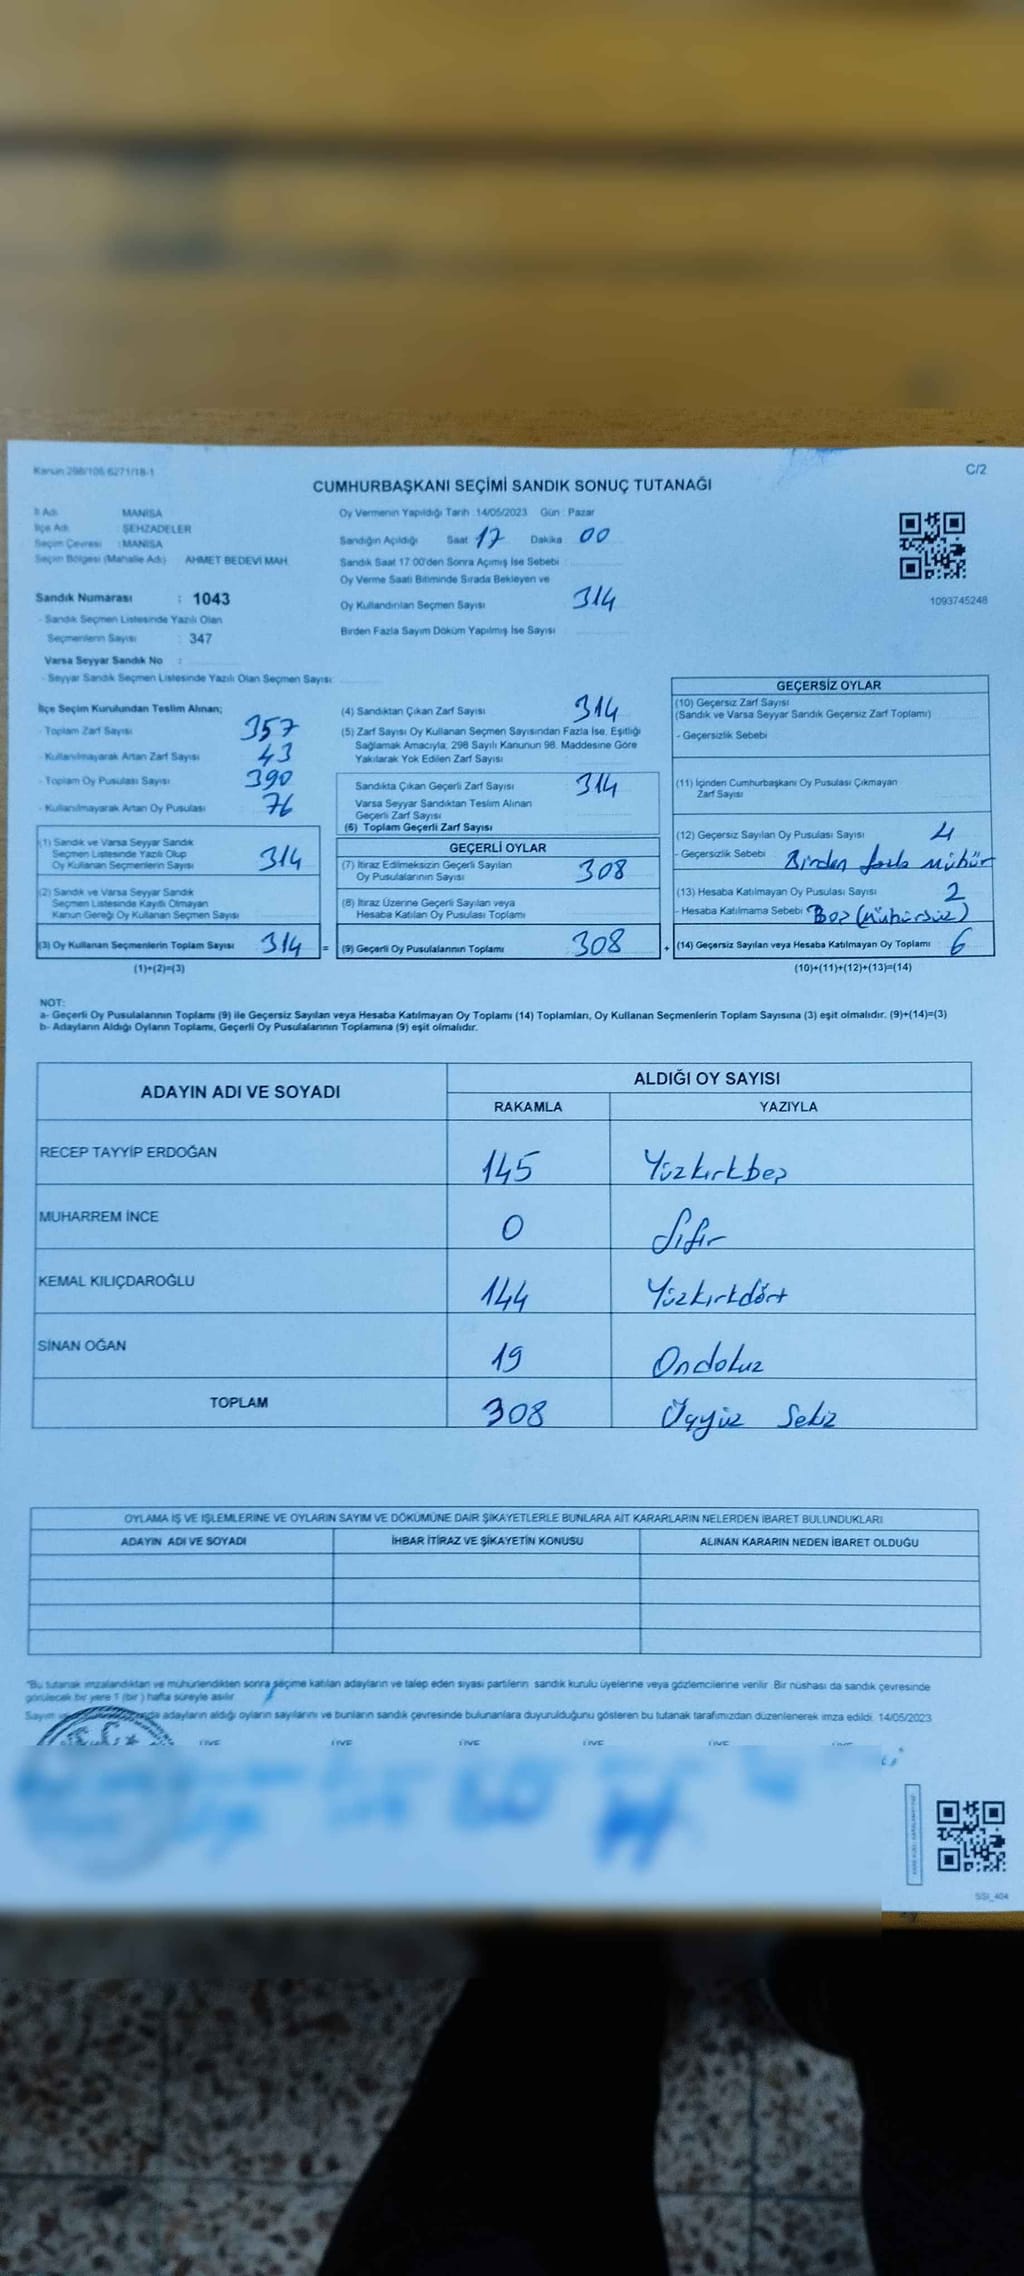 Kanun 298/105 6271/18-1
C/2
CUMHURBAŞKANI SEÇİMİ SANDIK SONUÇ TUTANAĞI
İl Adı MANİSA
İlçe Adı : ŞEHZADELER
Seçim Çevresi : MANİSA
Seçim Bölgesi (Mahalle Adı) AHMET BEDEVİ MAH.
Sandık Numarası : 1043
- Sandık Seçmen Listesinde Yazılı Olan
Seçmenlerin Sayısı : 347
Varsa Seyyar Sandık No :
- Seyyar Sandık Seçmen Listesinde Yazılı Olan Seçmen Sayısı:
Oy Vermenin Yapıldığı Tarih :14/05/2023 Gün : Pazar
Sandığın Açıldığı Saat 17 Dakika 00
Sandık Saat 17:00'den Sonra Açımış İse Sebebi :
Oy Verme Saati Bitiminde Sırada Bekleyen ve
Oy Kullandırılan Seçmen Sayısı 314
Birden Fazla Sayım Döküm Yapılmış İse Sayısı
1093745248
İlçe Seçim Kurulundan Teslim Alınan;
- Toplam Zarf Sayısı 357
- Kullanılmayarak Artan Zarf Sayısı 43
- Toplam Oy Pusulası Sayısı 390
- Kullanılmayarak Artan Oy Pusulası 76
(1) Sandık ve Varsa Seyyar Sandık
Seçmen Listesinde Yazılı Olup
Oy Kullanan Seçmenlerin Sayısı 314
(2) Sandık ve Varsa Seyyar Sandık
Seçmen Listesinde Kayıtlı Olmayan
Kanun Gereği Oy Kullanan Seçmen Sayısı
(3) Oy Kullanan Seçmenlerin Toplam Sayısı 314 =
(1)+(2)=(3)
(4) Sandıktan Çıkan Zarf Sayısı 314
(5) Zarf Sayısı Oy Kullanan Seçmen Sayısından Fazla İse, Eşitliği
Sağlamak Amacıyla, 298 Sayılı Kanunun 98. Maddesine Göre
Yakılarak Yok Edilen Zarf Sayısı
Sandıkta Çıkan Geçerli Zarf Sayısı 314
Varsa Seyyar Sandıktan Teslim Alınan
Geçerli Zarf Sayısı
(6) Toplam Geçerli Zarf Sayısı
GEÇERLİ OYLAR
(7) İtiraz Edilmeksizin Geçerli Sayılan
Oy Pusulalarının Sayısı 308
(8) İtiraz Üzerine Geçerli Sayılan veya
Hesaba Katılan Oy Pusulası Toplamı
(9) Geçerli Oy Pusulalarının Toplamı 308 +
GEÇERSİZ OYLAR
(10) Geçersiz Zarf Sayısı
(Sandık ve Varsa Seyyar Sandık Geçersiz Zarf Toplamı)
- Geçersizlik Sebebi
(11) İçinden Cumhurbaşkanı Oy Pusulası Çıkmayan
Zarf Sayısı
(12) Geçersiz Sayılan Oy Pusulası Sayısı 4
- Geçersizlik Sebebi Birden fazla mühür
(13) Hesaba Katılmayan Oy Pusulası Sayısı 2
- Hesaba Katılmama Sebebi Boş (Mühürsüz)
(14) Geçersiz Sayılan veya Hesaba Katılmayan Oy Toplamı 6
(10)+(11)+(12)+(13)=(14)
NOT:
a- Geçerli Oy Pusulalarının Toplamı (9) ile Geçersiz Sayılan veya Hesaba Katılmayan Oy Toplamı (14) Toplamları, Oy Kullanan Seçmenlerin Toplam Sayısına (3) eşit olmalıdır. (9)+(14)=(3)
b- Adayların Aldığı Oyların Toplamı, Geçerli Oy Pusulalarının Toplamına (9) eşit olmalıdır.
ADAYIN ADI VE SOYADI
ALDIĞI OY SAYISI
RAKAMLA YAZIYLA
RECEP TAYYİP ERDOĞAN 145 Yüzkırkbeş
MUHARREM İNCE 0 Sıfır
KEMAL KILIÇDAROĞLU 144 Yüzkırkdört
SİNAN OĞAN 19 Ondokuz
TOPLAM 308 Üçyüz Sekiz
OYLAMA İŞ VE İŞLEMLERİNE VE OYLARIN SAYIM VE DÖKÜMÜNE DAİR ŞİKAYETLERLE BUNLARA AİT KARARLARIN NELERDEN İBARET BULUNDUKLARI
ADAYIN ADI VE SOYADI İHBAR İTİRAZ VE ŞİKAYETİN KONUSU ALINAN KARARIN NEDEN İBARET OLDUĞU
*Bu tutanak imzalandıktan ve mühürlendikten sonra seçime katılan adayların ve talep eden siyasi partilerin sandık kurulu üyelerine veya gözlemcilerine verilir. Bir nüshası da sandık çevresinde
görülecek bir yere 1 (bir) hafta süreyle asılır.
Sayım adayların aldığı oyların sayılarını ve bunların sandık çevresinde bulunanlara duyurulduğunu gösteren bu tutanak tarafımızdan düzenlenerek imza edildi. 14/05/2023
ÜYE ÜYE ÜYE ÜYE ÜYE ÜYE
SSI_404